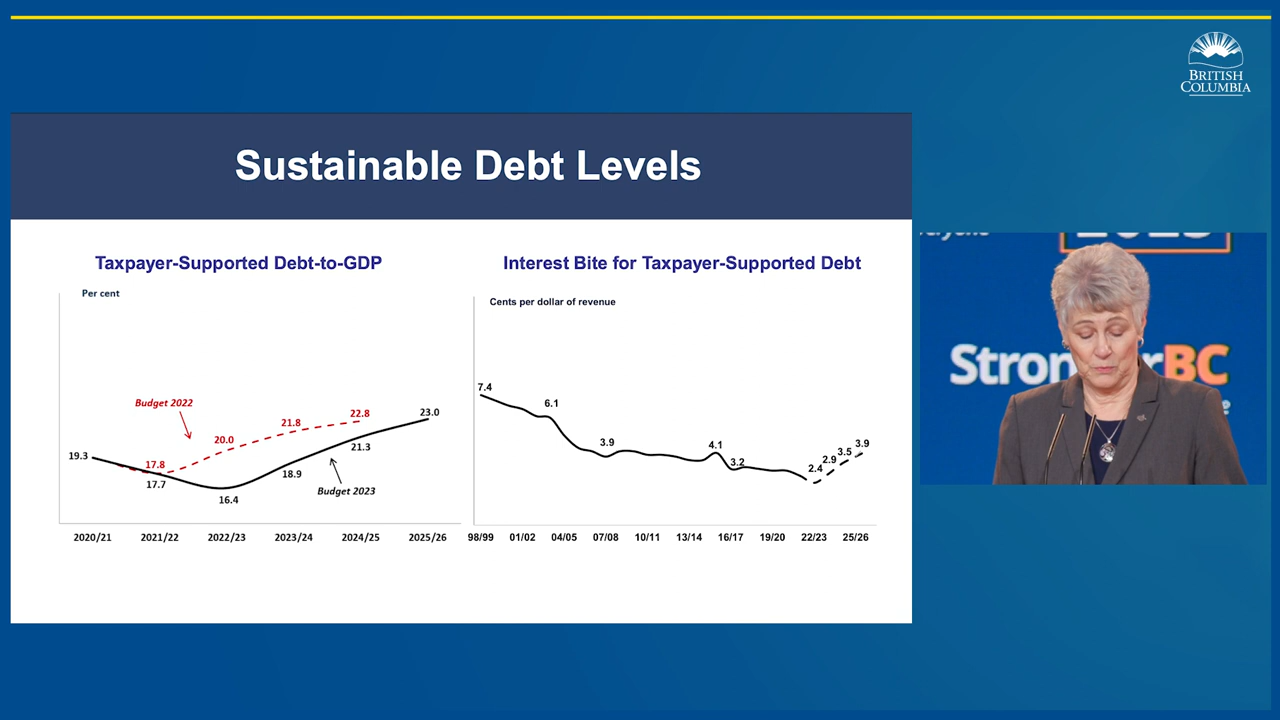 BRITISH
COLUMBIA
Sustainable Debt Levels
Taxpayer-Supported Debt-to-GDP
Per cent
Budget 2022
19.3
17.8
17.7
20.0
16.4
21.8
18.9
22.8
21.3
23.0
Budget 2023
2020/21 2021/22 2022/23 2023/24 2024/25 2025/26
Interest Bite for Taxpayer-Supported Debt
Cents per dollar of revenue
7.4
6.1
3.9
4.1
3.2
2.4
2.9
3.5
3.9
98/99 01/02 04/05 07/08 10/11 13/14 16/17 19/20 22/23 25/26
BC